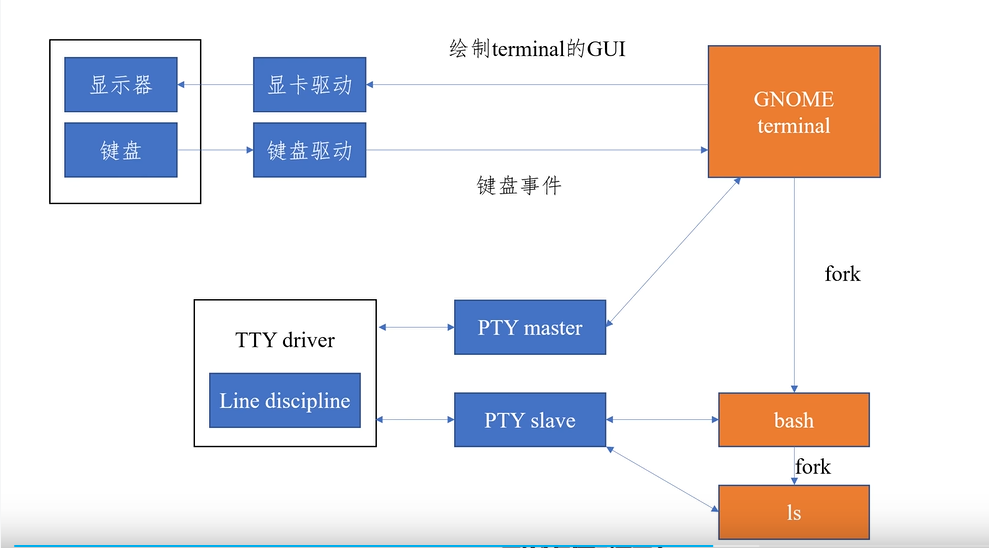 绘制terminal的GUI
显示器
显卡驱动
GNOME
terminal
键盘
键盘驱动
键盘事件
fork
PTY master
TTY driver
Line discipline
PTY slave
bash
fork
ls